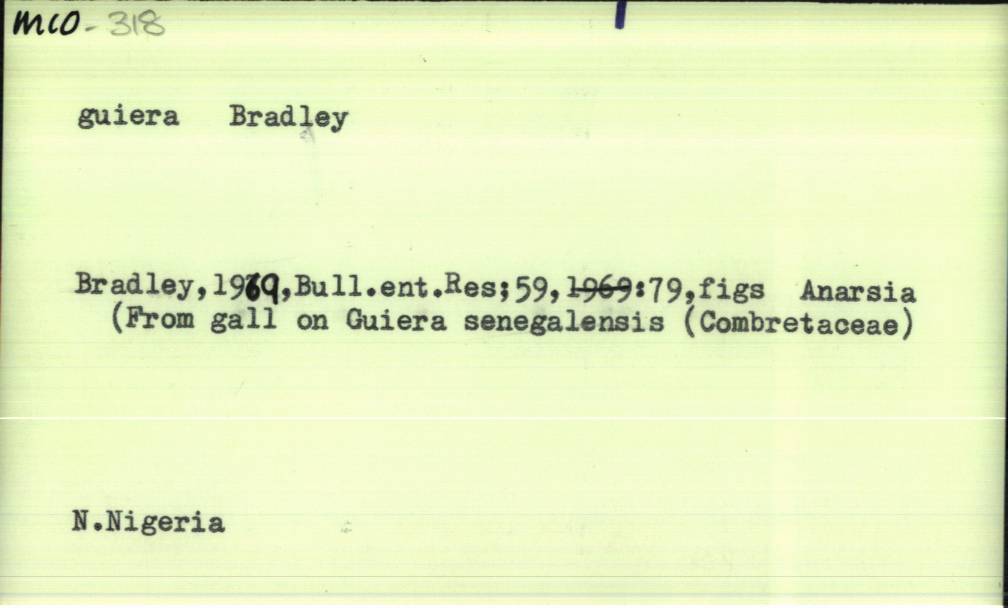 mco-318
guiera Bradley
Bradley,1969,Bull.ent.Res;59,1969:79,figs Anarsia
(From gall on Guiera senegalensis (Combretaceae)
N.Nigeria